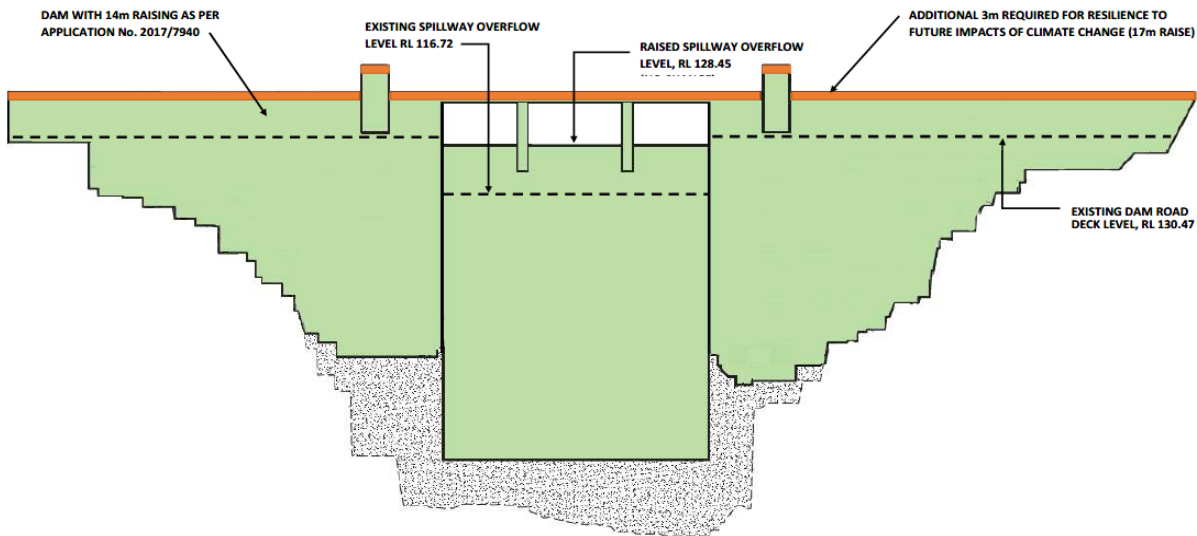 DAM WITH 14m RAISING AS PER
APPLICATION No. 2017/7940
EXISTING SPILLWAY OVERFLOW
LEVEL RL 116.72
RAISED SPILLWAY OVERFLOW
LEVEL, RL 128.45
ADDITIONAL 3m REQUIRED FOR RESILIENCE TO
FUTURE IMPACTS OF CLIMATE CHANGE (17m RAISE)
EXISTING DAM ROAD
DECK LEVEL, RL 130.47